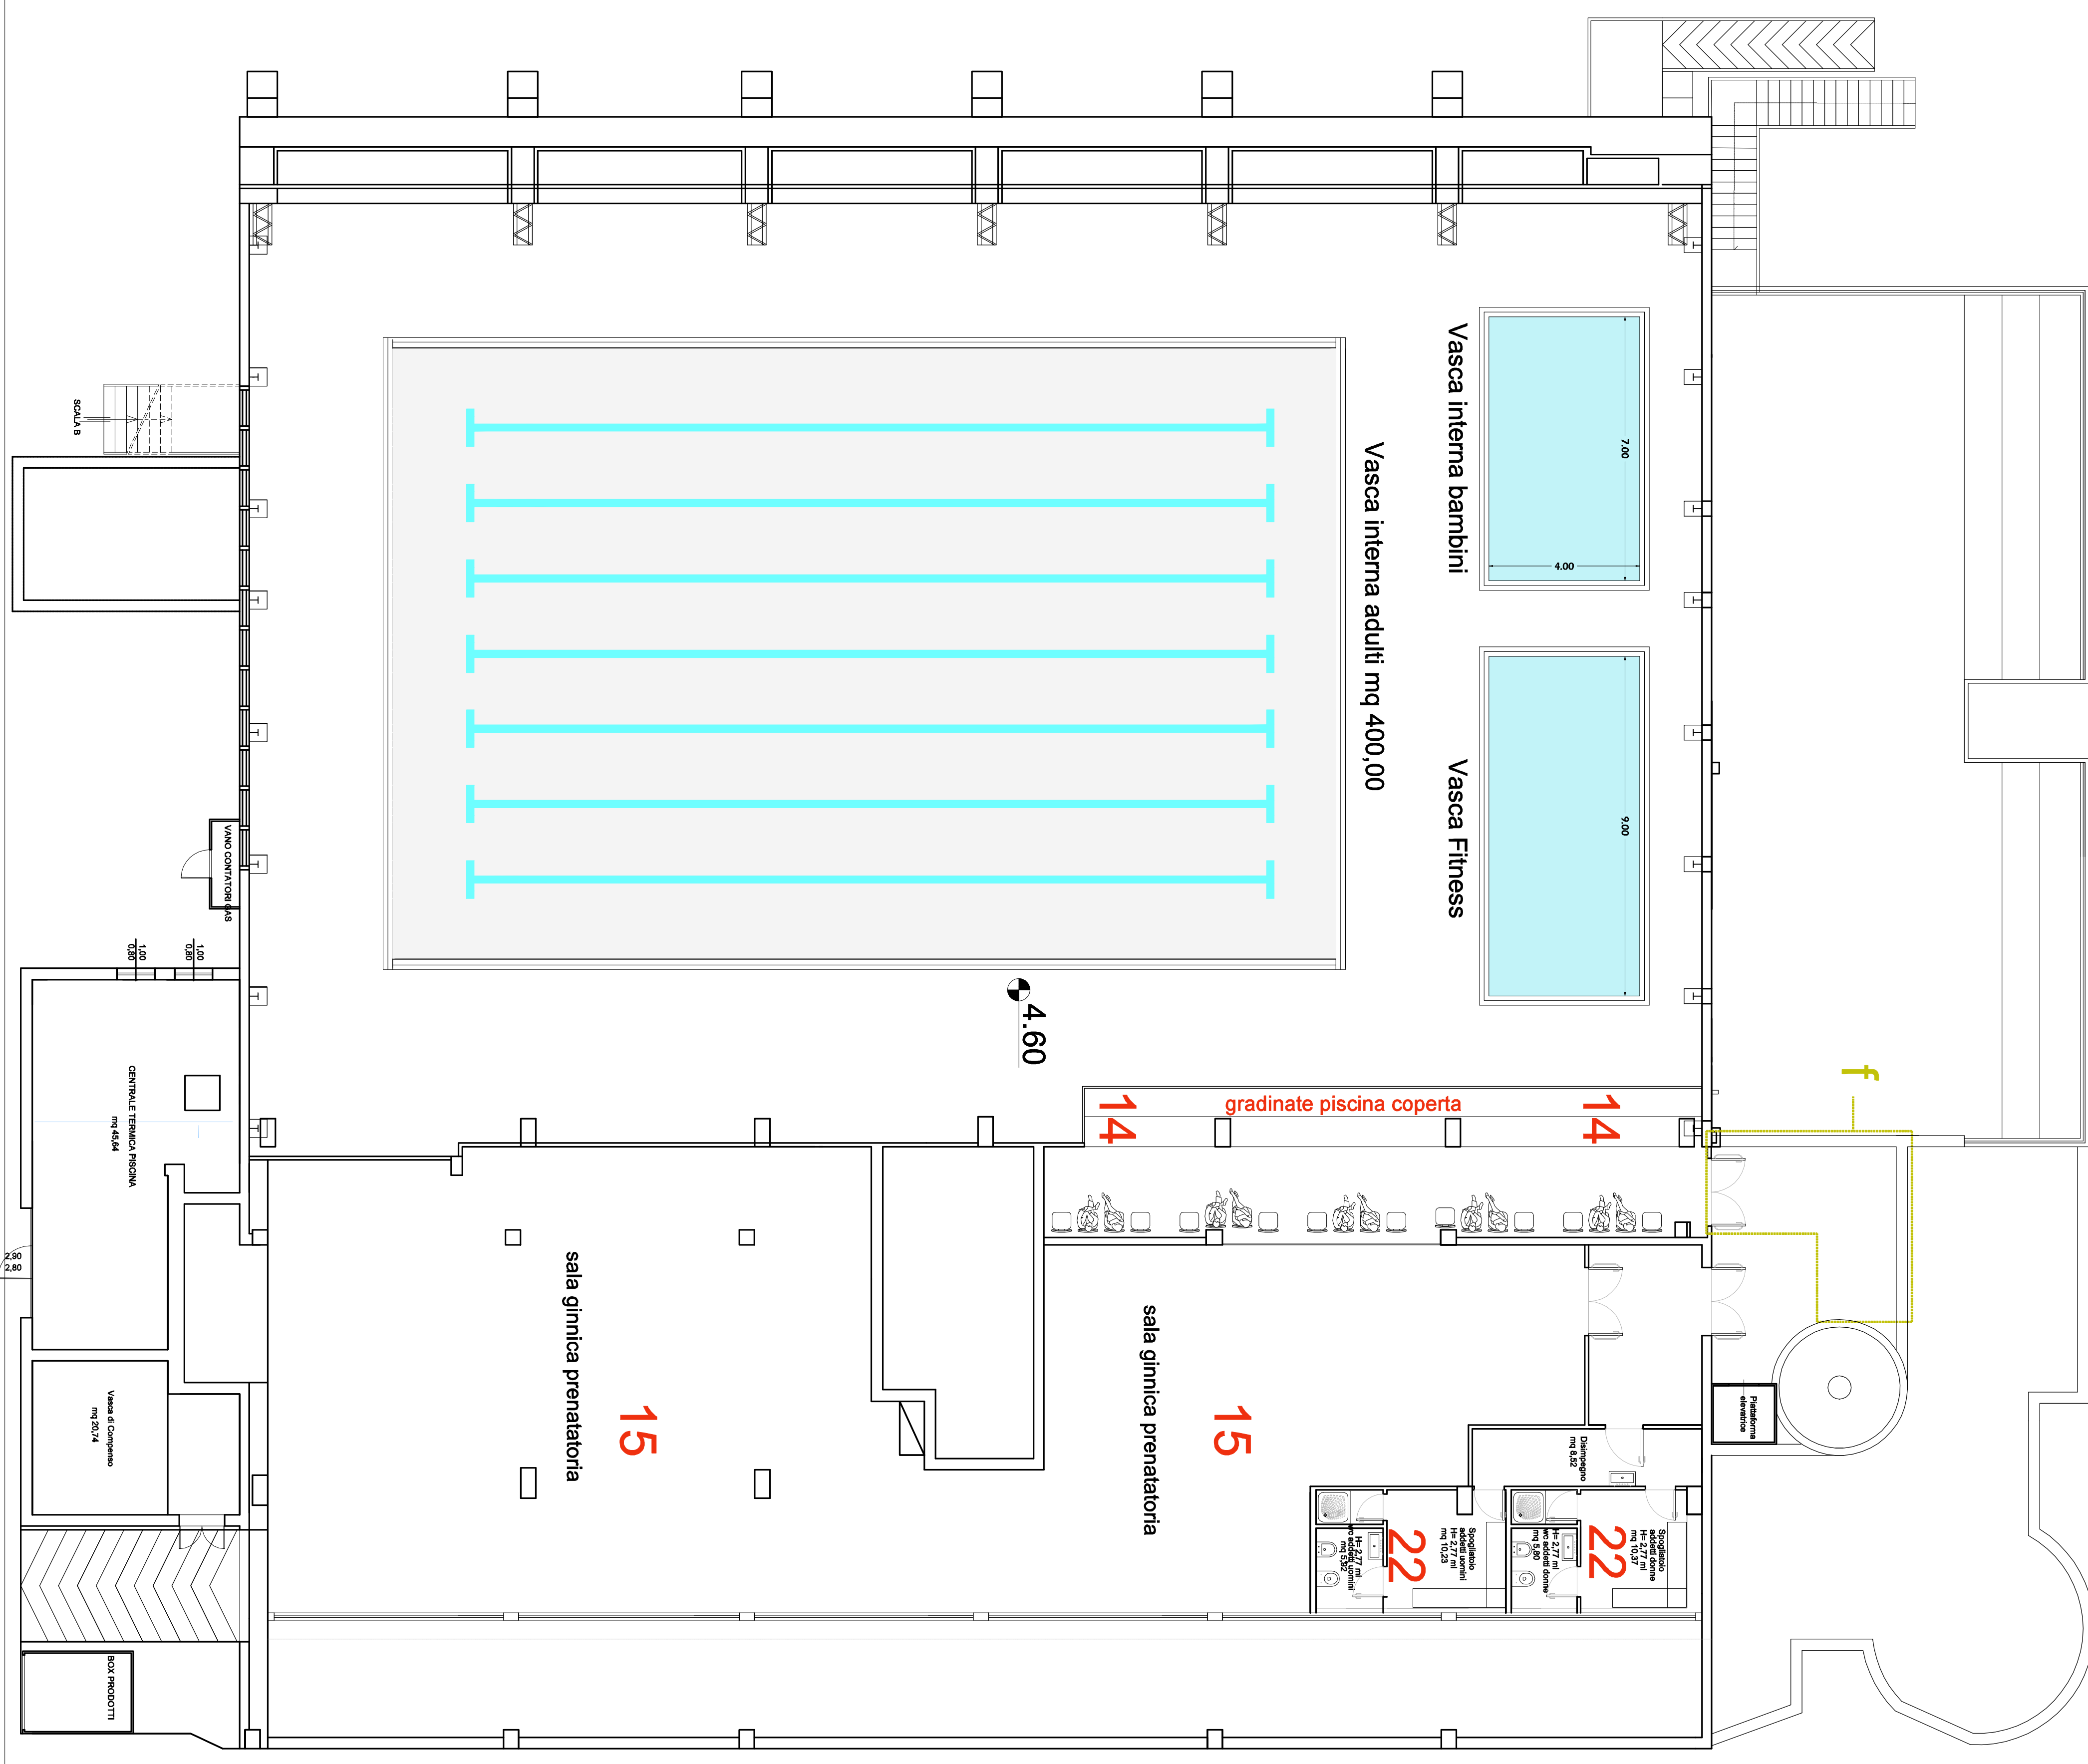 Vasca interna bambini
7.00
4.00
Vasca interna adulti mq 400,00
Vasca Fitness
9.00
SCALA B
VANO CONTATORI GAS
1,00
0,80
1,00
0,80
4.60
f
14
gradinate piscina coperta
14
CENTRALE TERMICA PISCINA
mq 45,64
2,90
2,80
sala ginnica prenatatoria
15
sala ginnica prenatatoria
15
Piattaforma
elevatrice
Disimpegno
mq 8,52
Vasca di Compenso
mq 20,74
22
Spogliatoio
addetti uomini
H= 2,77 ml
mq 10,23
H= 2,77 ml
wc addetti uomini
mq 5,92
22
Spogliatoio
addetti donne
H= 2,77 ml
mq 10,37
H= 2,77 ml
wc addetti donne
mq 5,80
BOX PRODOTTI